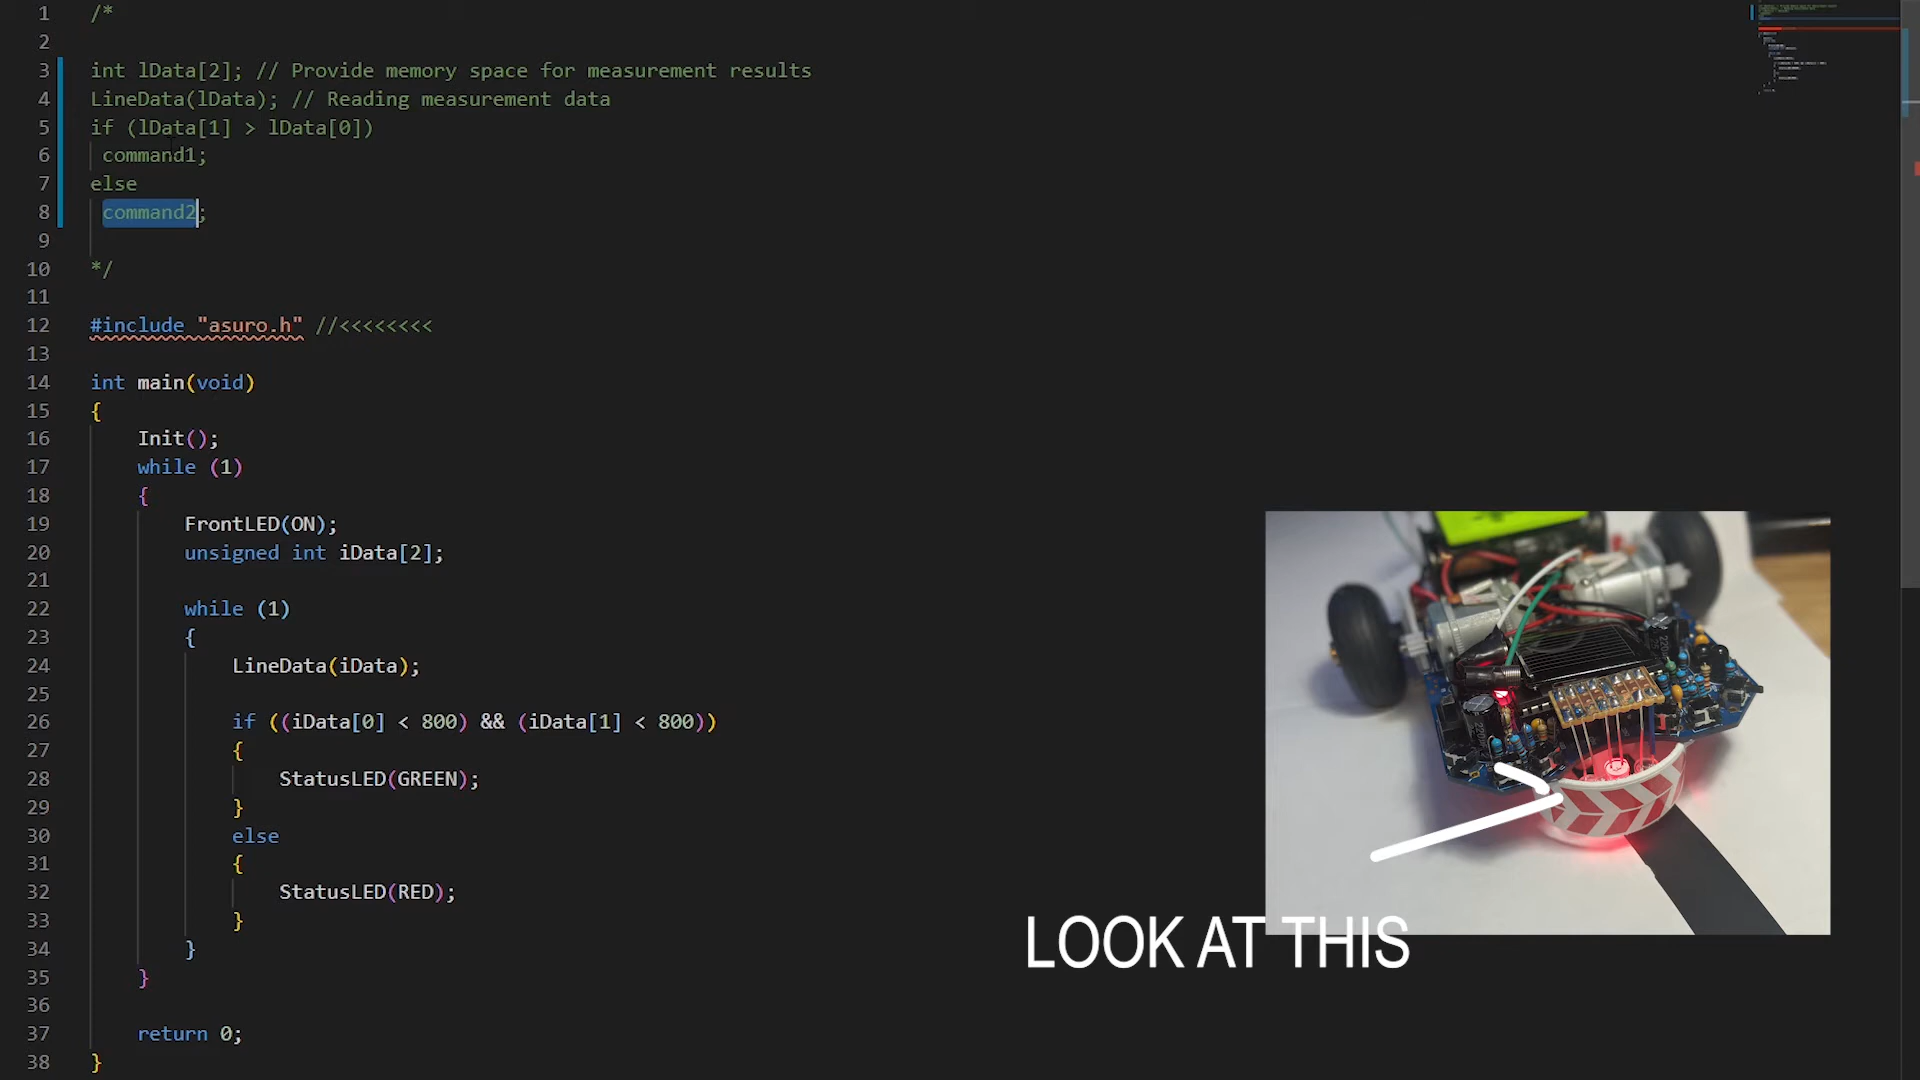 1 /*
2
3 int lData[2]; // Provide memory space for measurement results
4 LineData(lData); // Reading measurement data
5 if (lData[1] > lData[0])
6 command1;
7 else
8 command2;
9
10 */
11
12 #include "asuro.h" //<<<<<<<<
13
14 int main(void)
15 {
16 Init();
17 while (1)
18 {
19 FrontLED(ON);
20 unsigned int iData[2];
21
22 while (1)
23 {
24 LineData(iData);
25
26 if ((iData[0] < 800) && (iData[1] < 800))
27 {
28 StatusLED(GREEN);
29 }
30 else
31 {
32 StatusLED(RED);
33 }
34 }
35 }
36
37 return 0;
38 }
LOOK AT THIS